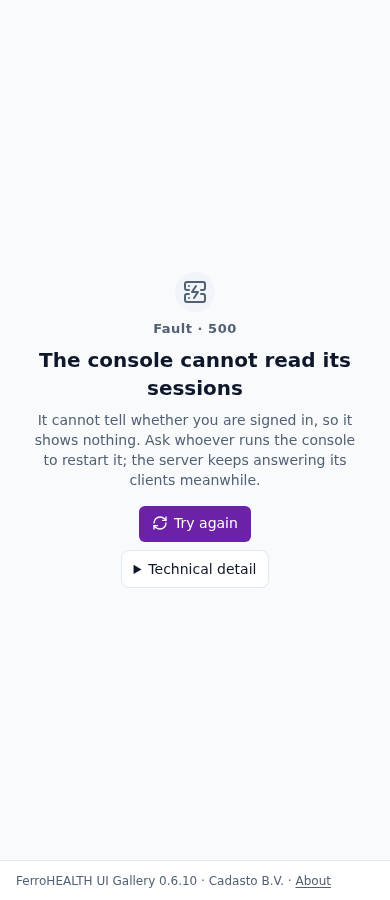 Fault · 500
The console cannot read its
sessions
It cannot tell whether you are signed in, so it
shows nothing. Ask whoever runs the console
to restart it; the server keeps answering its
clients meanwhile.
Try again
Technical detail
FerroHEALTH UI Gallery 0.6.10 · Cadasto B.V. · About